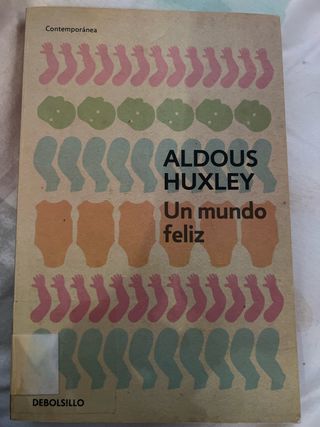 Contemporánea
ALDOUS
HUXLEY
Un mundo
feliz
DEBOLSILLO